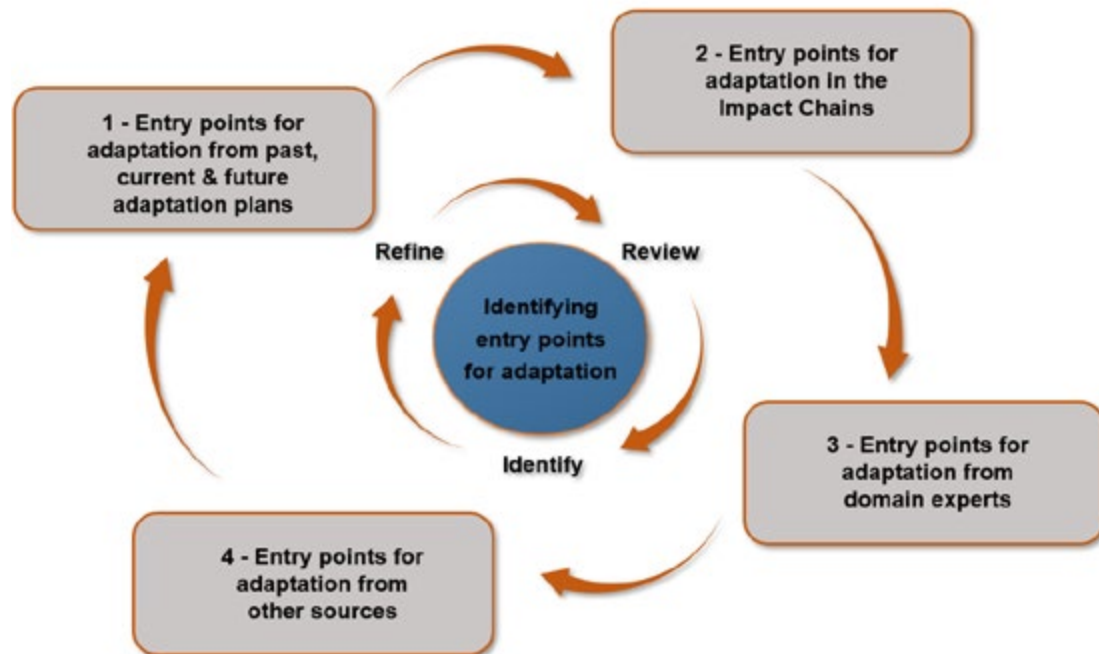 1 - Entry points for
adaptation from past,
current & future
adaptation plans
2 - Entry points for
adaptation in the
Impact Chains
Refine
Review
Identifying
entry points
for adaptation
Identify
3 - Entry points for
adaptation from
domain experts
4 - Entry points for
adaptation from
other sources